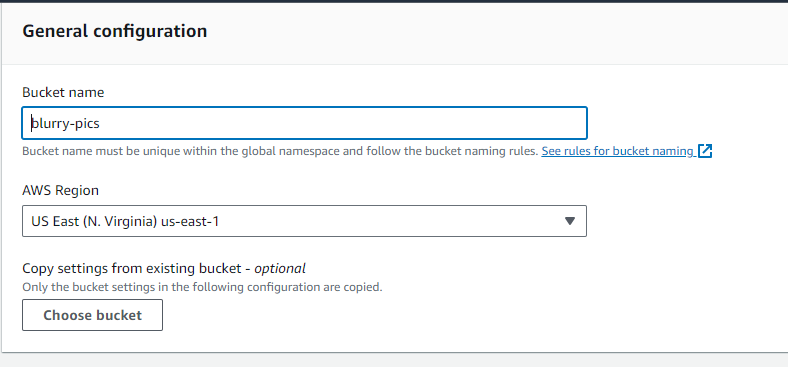 General configuration
Bucket name
blurry-pics
Bucket name must be unique within the global namespace and follow the bucket naming rules. See rules for bucket naming
AWS Region
US East (N. Virginia) us-east-1
Copy settings from existing bucket - optional
Only the bucket settings in the following configuration are copied.
Choose bucket